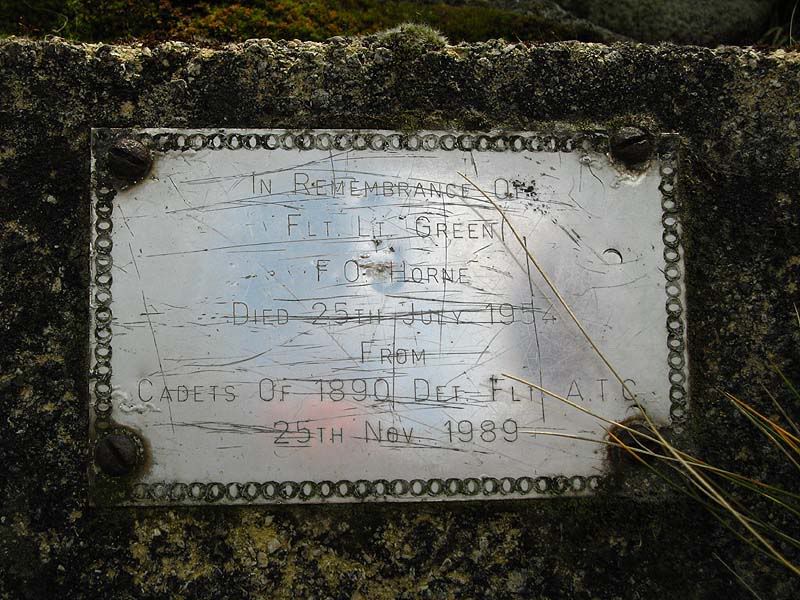 In Remembrance Of
Flt. Lt. Green
F.O. Horne
Died 25th July 1954
From
Cadets Of 1890 Det. Flt. A.T.C.
25th Nov. 1989